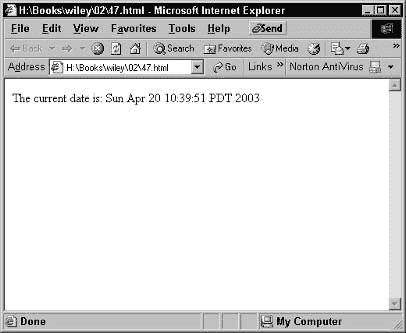 H:\Books\wiley\02\47.html - Microsoft Internet Explorer
File Edit View Favorites Tools Help Send
Back Search Favorites Media »
Address H:\Books\wiley\02\47.html Go Links » Norton AntiVirus
The current date is: Sun Apr 20 10:39:51 PDT 2003
Done My Computer